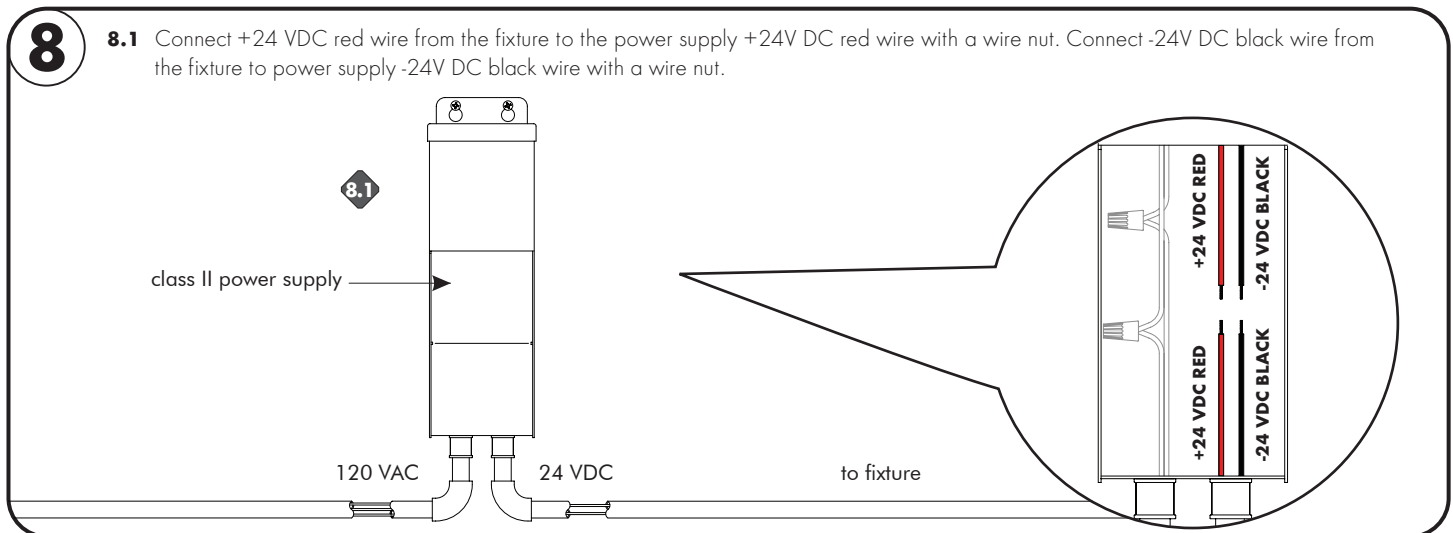 8
8.1 Connect +24 VDC red wire from the fixture to the power supply +24V DC red wire with a wire nut. Connect -24V DC black wire from
the fixture to power supply -24V DC black wire with a wire nut.
8.1
class II power supply
120 VAC
24 VDC
to fixture
+24 VDC RED
-24 VDC BLACK
+24 VDC RED
-24 VDC BLACK